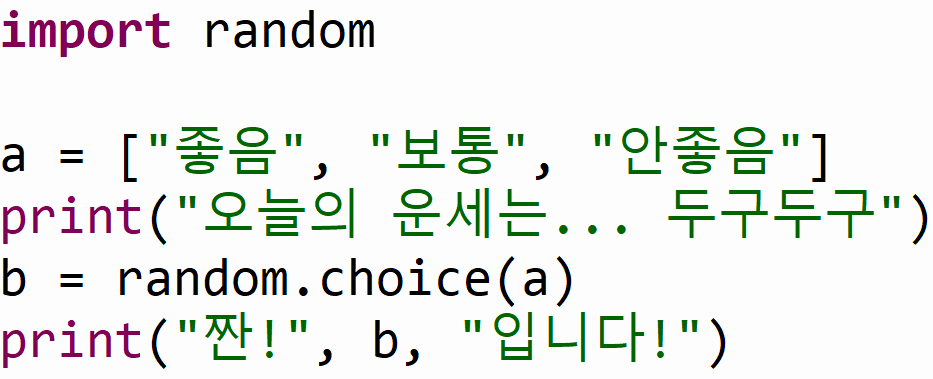 import random
a = ["좋음", "보통", "안좋음"]
print("오늘의 운세는... 두구두구")
b = random.choice(a)
print("짠!", b, "입니다!")